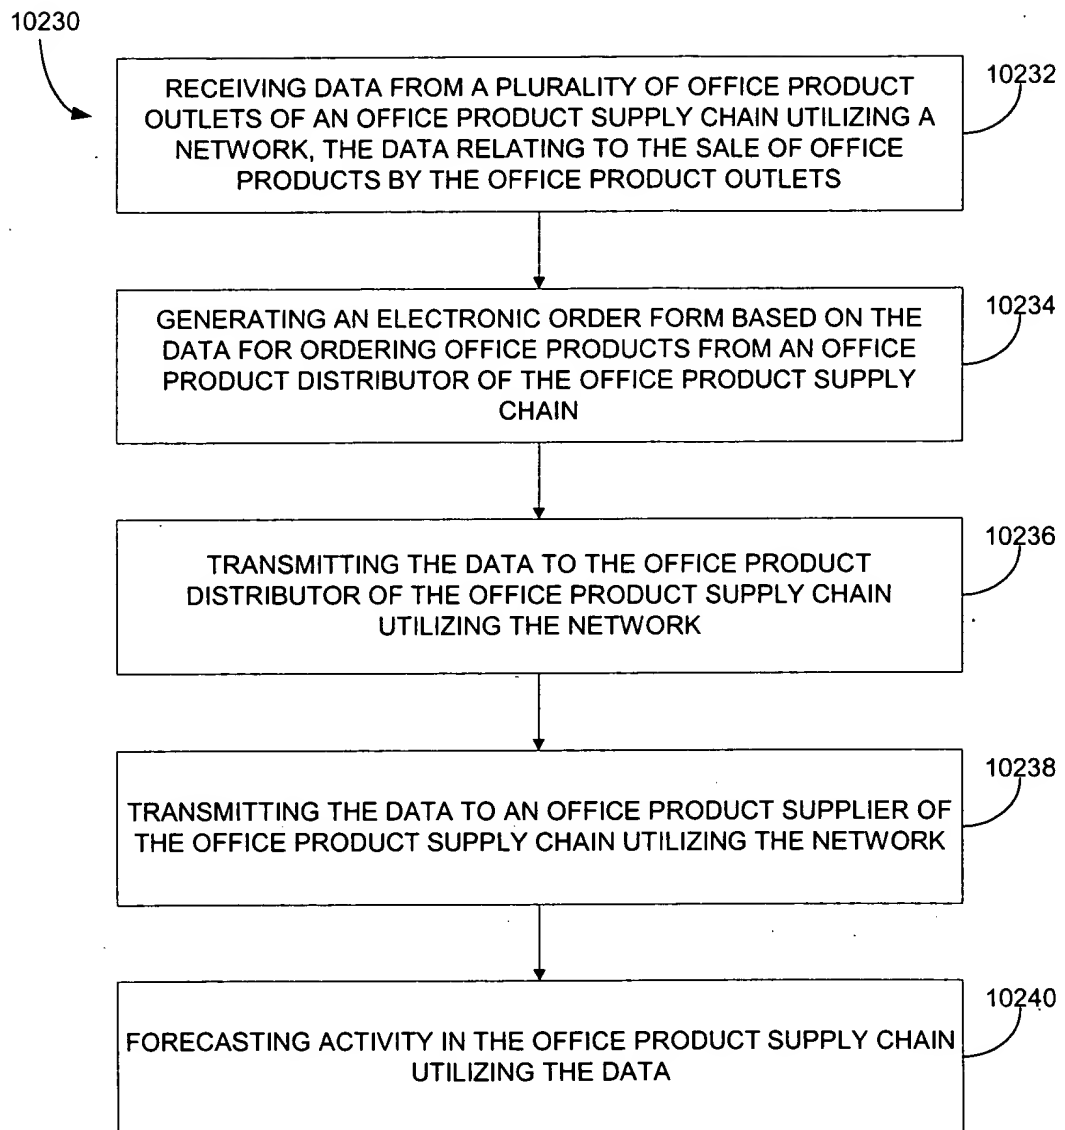 10230
10232
RECEIVING DATA FROM A PLURALITY OF OFFICE PRODUCT
OUTLETS OF AN OFFICE PRODUCT SUPPLY CHAIN UTILIZING A
NETWORK, THE DATA RELATING TO THE SALE OF OFFICE
PRODUCTS BY THE OFFICE PRODUCT OUTLETS
10234
GENERATING AN ELECTRONIC ORDER FORM BASED ON THE
DATA FOR ORDERING OFFICE PRODUCTS FROM AN OFFICE
PRODUCT DISTRIBUTOR OF THE OFFICE PRODUCT SUPPLY
CHAIN
10236
TRANSMITTING THE DATA TO THE OFFICE PRODUCT
DISTRIBUTOR OF THE OFFICE PRODUCT SUPPLY CHAIN
UTILIZING THE NETWORK
10238
TRANSMITTING THE DATA TO AN OFFICE PRODUCT SUPPLIER OF
THE OFFICE PRODUCT SUPPLY CHAIN UTILIZING THE NETWORK
10240
FORECASTING ACTIVITY IN THE OFFICE PRODUCT SUPPLY CHAIN
UTILIZING THE DATA